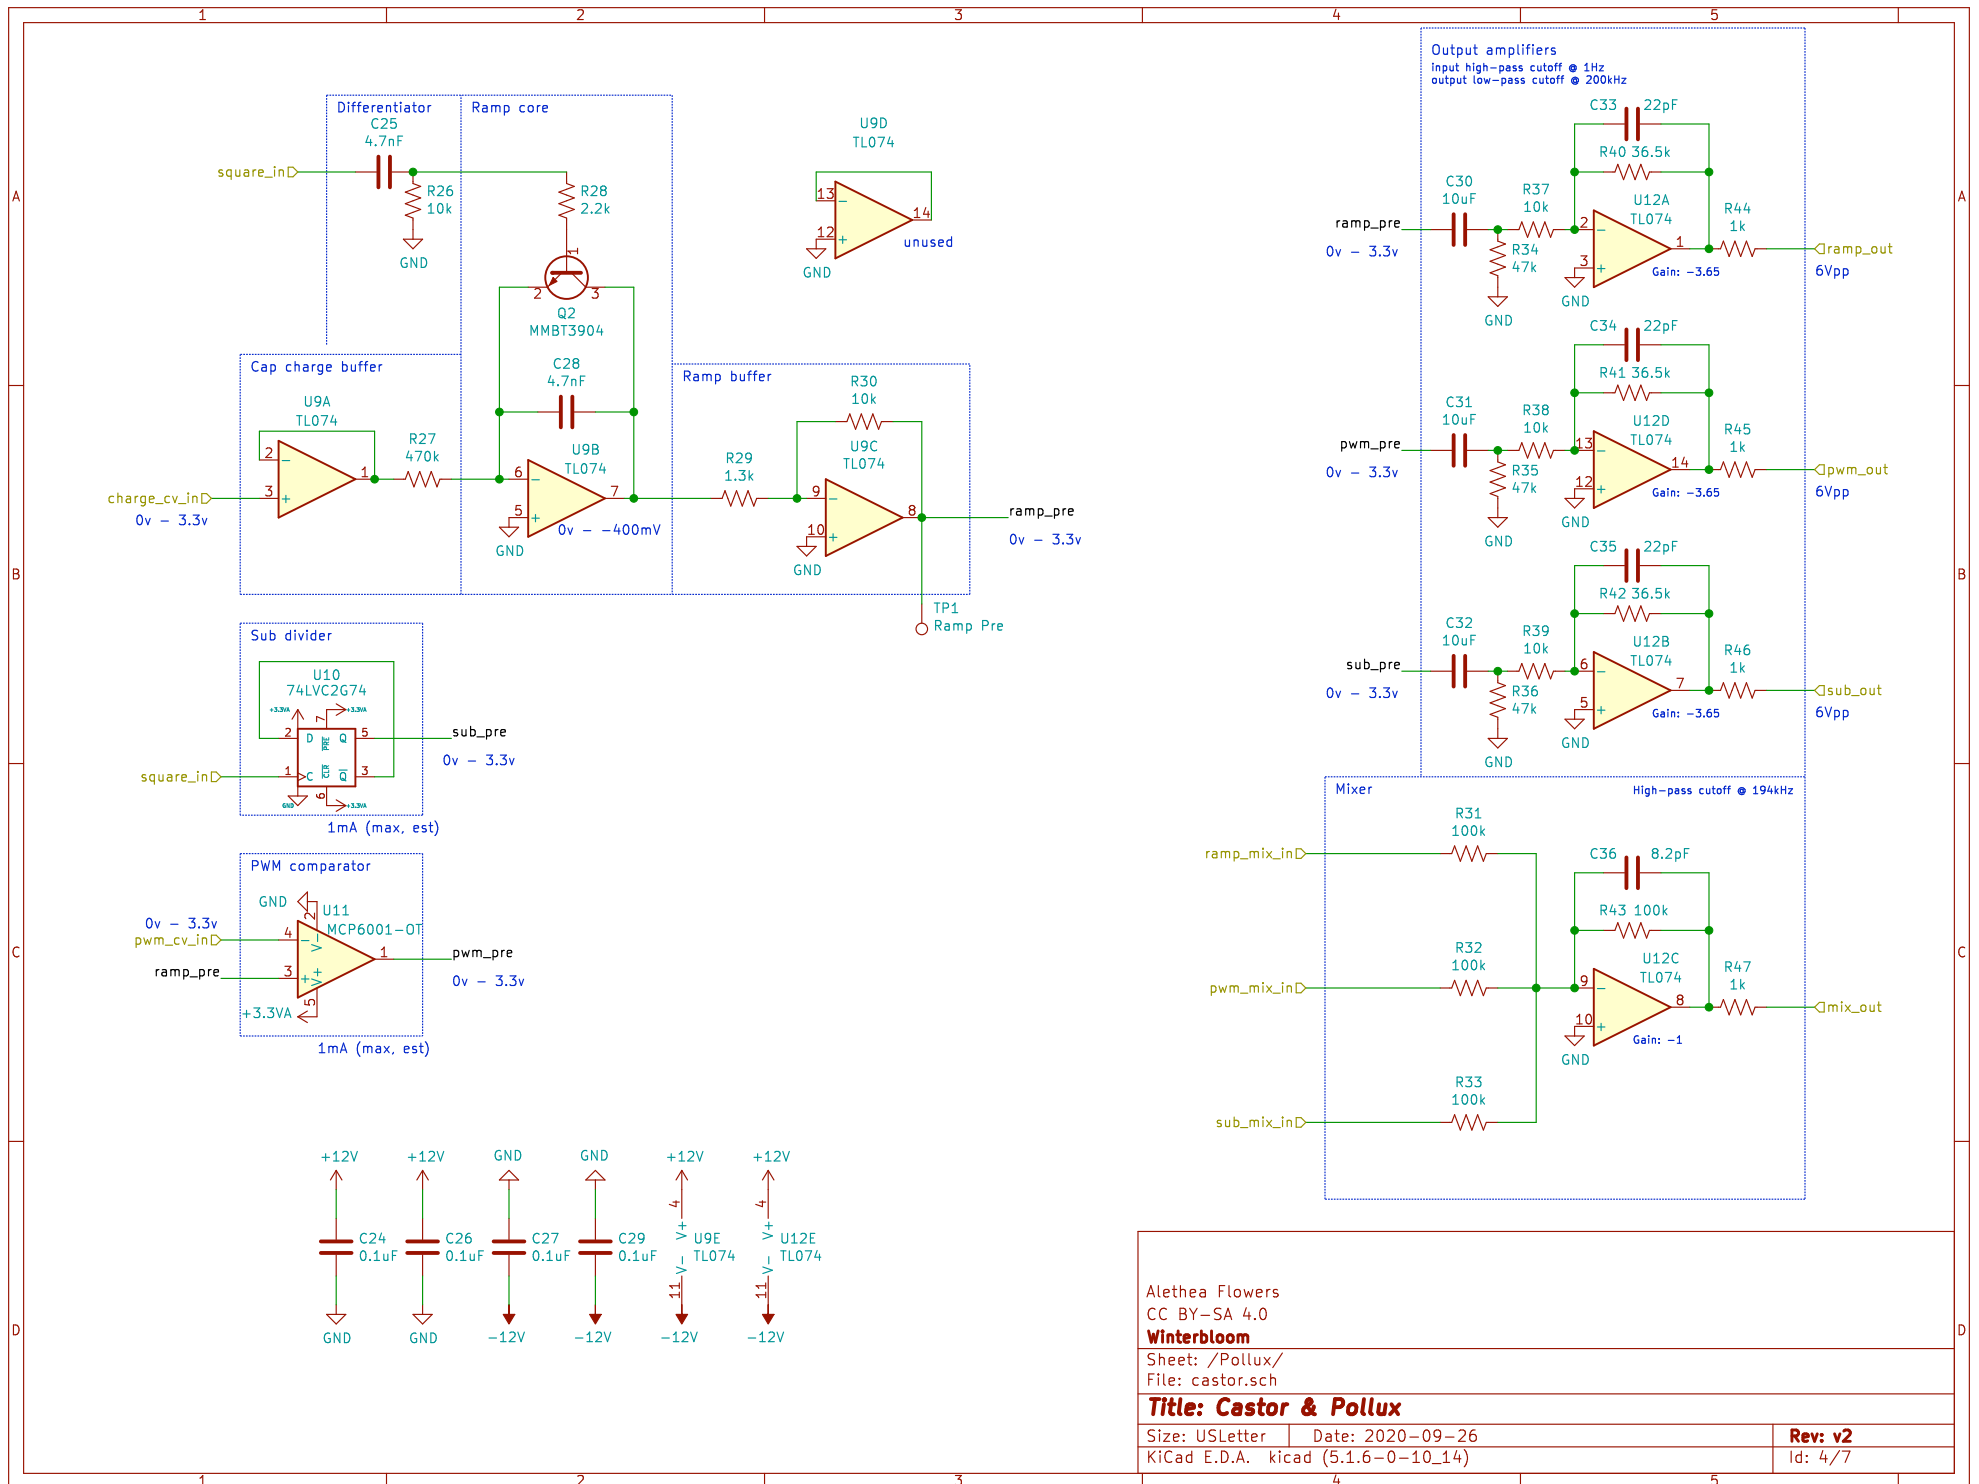 1 2 3 4 5
A
B
C
D
A
B
C
D
Differentiator
C25
4.7nF
square_in
R26
10k
GND
Ramp core
R28
2.2k
1
2
3
Q2
MMBT3904
C28
4.7nF
U9B
TL074
6
5
7
GND
0v - -400mV
Cap charge buffer
U9A
TL074
2
3
1
charge_cv_in
0v - 3.3v
R27
470k
U9D
TL074
13
12
14
GND
unused
Ramp buffer
R30
10k
R29
1.3k
U9C
TL074
9
10
8
GND
ramp_pre
0v - 3.3v
TP1
Ramp Pre
Sub divider
U10
74LVC2G74
+3.3VA
+3.3VA
7
2 D PRE Q 5
1 C CLR Q 3
6
GND
+3.3VA
square_in
sub_pre
0v - 3.3v
1mA (max, est)
PWM comparator
GND
2
U11
MCP6001-OT
0v - 3.3v
pwm_cv_in
ramp_pre
4
3
V-
V+
1
5
+3.3VA
pwm_pre
0v - 3.3v
1mA (max, est)
+12V
C24
0.1uF
GND
+12V
C26
0.1uF
GND
GND
C27
0.1uF
-12V
GND
C29
0.1uF
-12V
+12V
4
V+
V-
11
U9E
TL074
-12V
+12V
4
V+
V-
11
U12E
TL074
-12V
Output amplifiers
input high-pass cutoff @ 1Hz
output low-pass cutoff @ 200kHz
C33 22pF
R40 36.5k
C30
10uF
R37
10k
ramp_pre
0v - 3.3v
R34
47k
GND
U12A
TL074
2
3
1
GND
Gain: -3.65
R44
1k
ramp_out
6Vpp
C34 22pF
R41 36.5k
C31
10uF
R38
10k
pwm_pre
0v - 3.3v
R35
47k
GND
U12D
TL074
13
12
14
GND
Gain: -3.65
R45
1k
pwm_out
6Vpp
C35 22pF
R42 36.5k
C32
10uF
R39
10k
sub_pre
0v - 3.3v
R36
47k
GND
U12B
TL074
6
5
7
GND
Gain: -3.65
R46
1k
sub_out
6Vpp
Mixer
High-pass cutoff @ 194kHz
R31
100k
ramp_mix_in
R32
100k
pwm_mix_in
R33
100k
sub_mix_in
C36 8.2pF
R43 100k
U12C
TL074
9
10
8
GND
Gain: -1
R47
1k
mix_out
Alethea Flowers
CC BY-SA 4.0
Winterbloom
Sheet: /Pollux/
File: castor.sch
Title: Castor & Pollux
Size: USLetter Date: 2020-09-26 Rev: v2
KiCad E.D.A. kicad (5.1.6-0-10_14) Id: 4/7
1 2 3 4 5